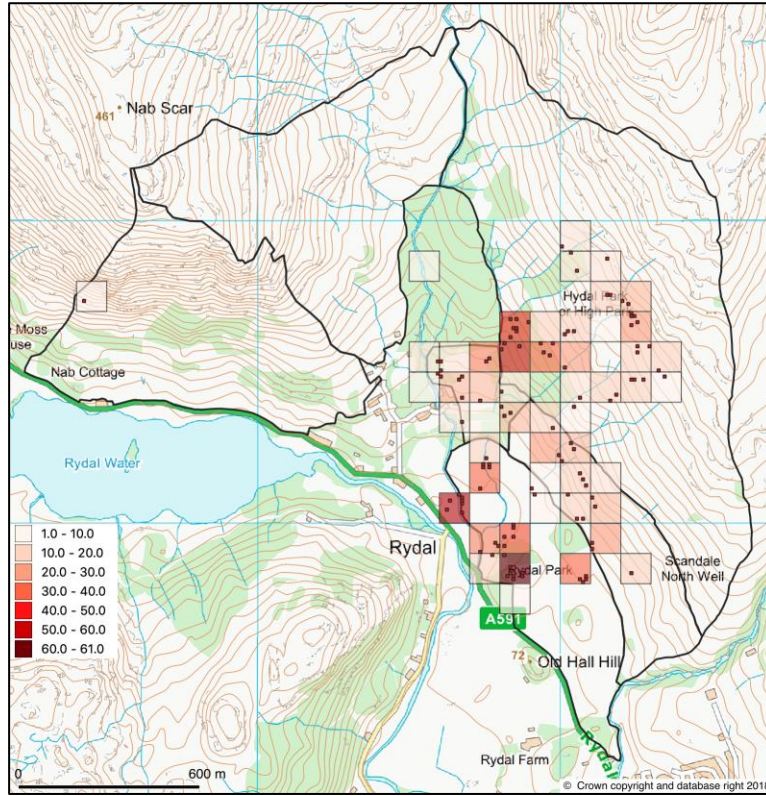 461
Nab Scar
Hydal Park
or High Park
e Moss
use
Nab Cottage
Rydal Water
1.0 - 10.0
10.0 - 20.0
20.0 - 30.0
30.0 - 40.0
40.0 - 50.0
50.0 - 60.0
60.0 - 61.0
Rydal
Rydal Park
Scandale
North Well
A591
72
Old Hall Hill
Rydal Farm
Rydal
0
600 m
© Crown copyright and database right 2018